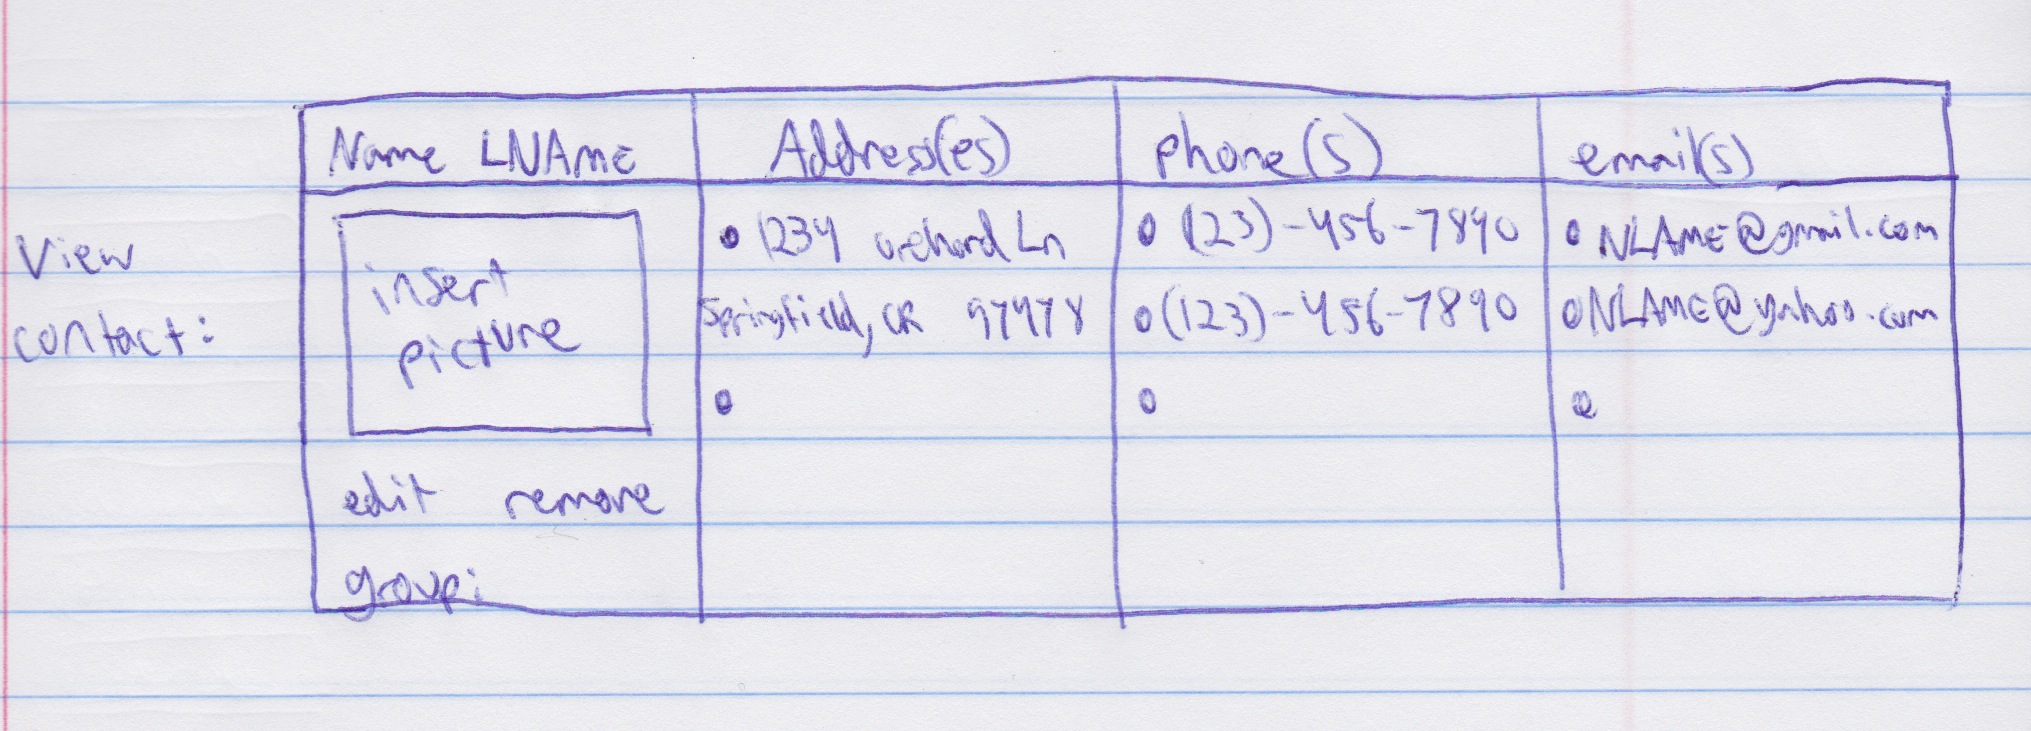 View
contact:
Name LNAME
Address(es)
phone(s)
email(s)
insert
picture
edit remove
group:
1234 orchard Ln
Springfield, OR 97478
(123)-456-7890
(123)-456-7890
NLAME@gmail.com
NLAME@yahoo.com